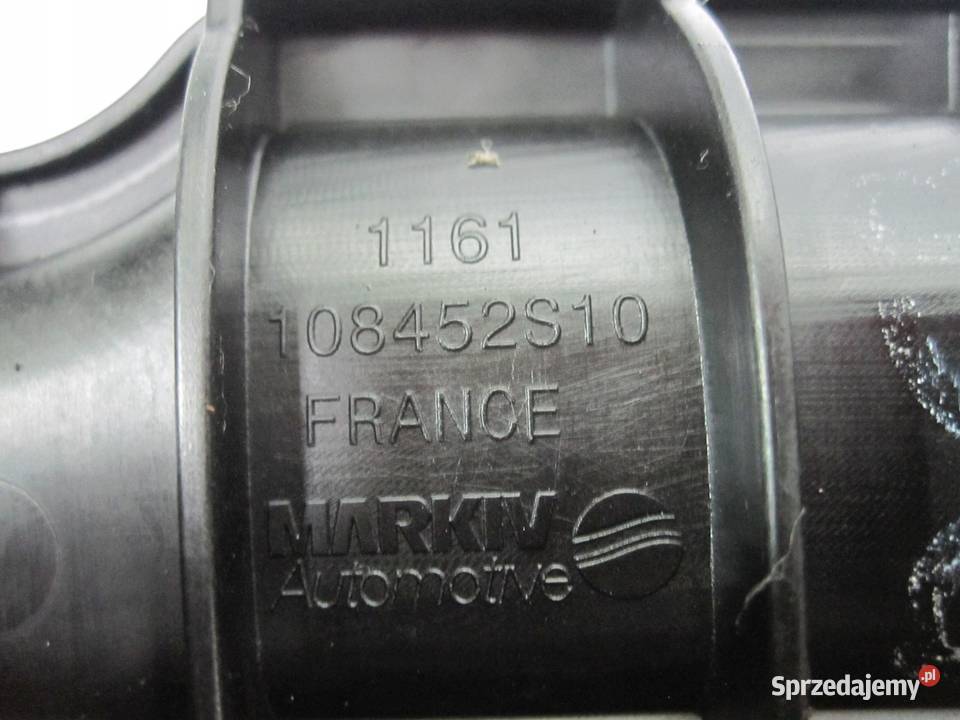 1161
108452S10
FRANCE
MARKIV
Automotive
Sprzedajemy.pl